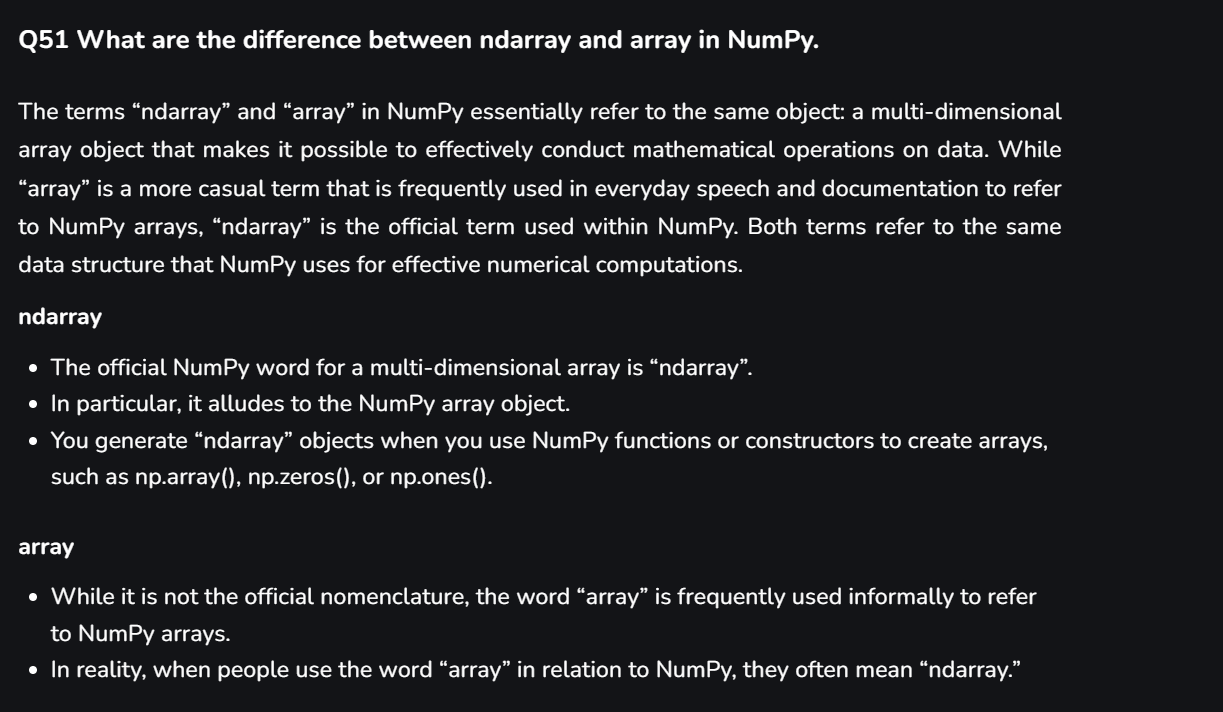 Q51 What are the difference between ndarray and array in NumPy.
The terms “ndarray” and “array” in NumPy essentially refer to the same object: a multi-dimensional
array object that makes it possible to effectively conduct mathematical operations on data. While
“array” is a more casual term that is frequently used in everyday speech and documentation to refer
to NumPy arrays, “ndarray” is the official term used within NumPy. Both terms refer to the same
data structure that NumPy uses for effective numerical computations.
ndarray
• The official NumPy word for a multi-dimensional array is “ndarray”.
• In particular, it alludes to the NumPy array object.
• You generate “ndarray” objects when you use NumPy functions or constructors to create arrays,
such as np.array(), np.zeros(), or np.ones().
array
• While it is not the official nomenclature, the word “array” is frequently used informally to refer
to NumPy arrays.
• In reality, when people use the word “array” in relation to NumPy, they often mean “ndarray.”